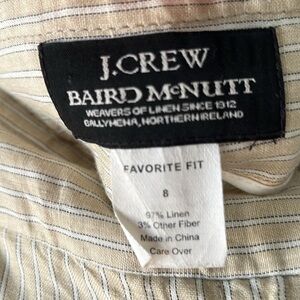 J.CREW
BAIRD McNUTT
WEAVERS OF LINEN SINCE 1912
BALLYMENA, NORTHERN IRELAND
FAVORITE FIT
8
97% Linen
3% Other Fiber
Made in China
Care Over